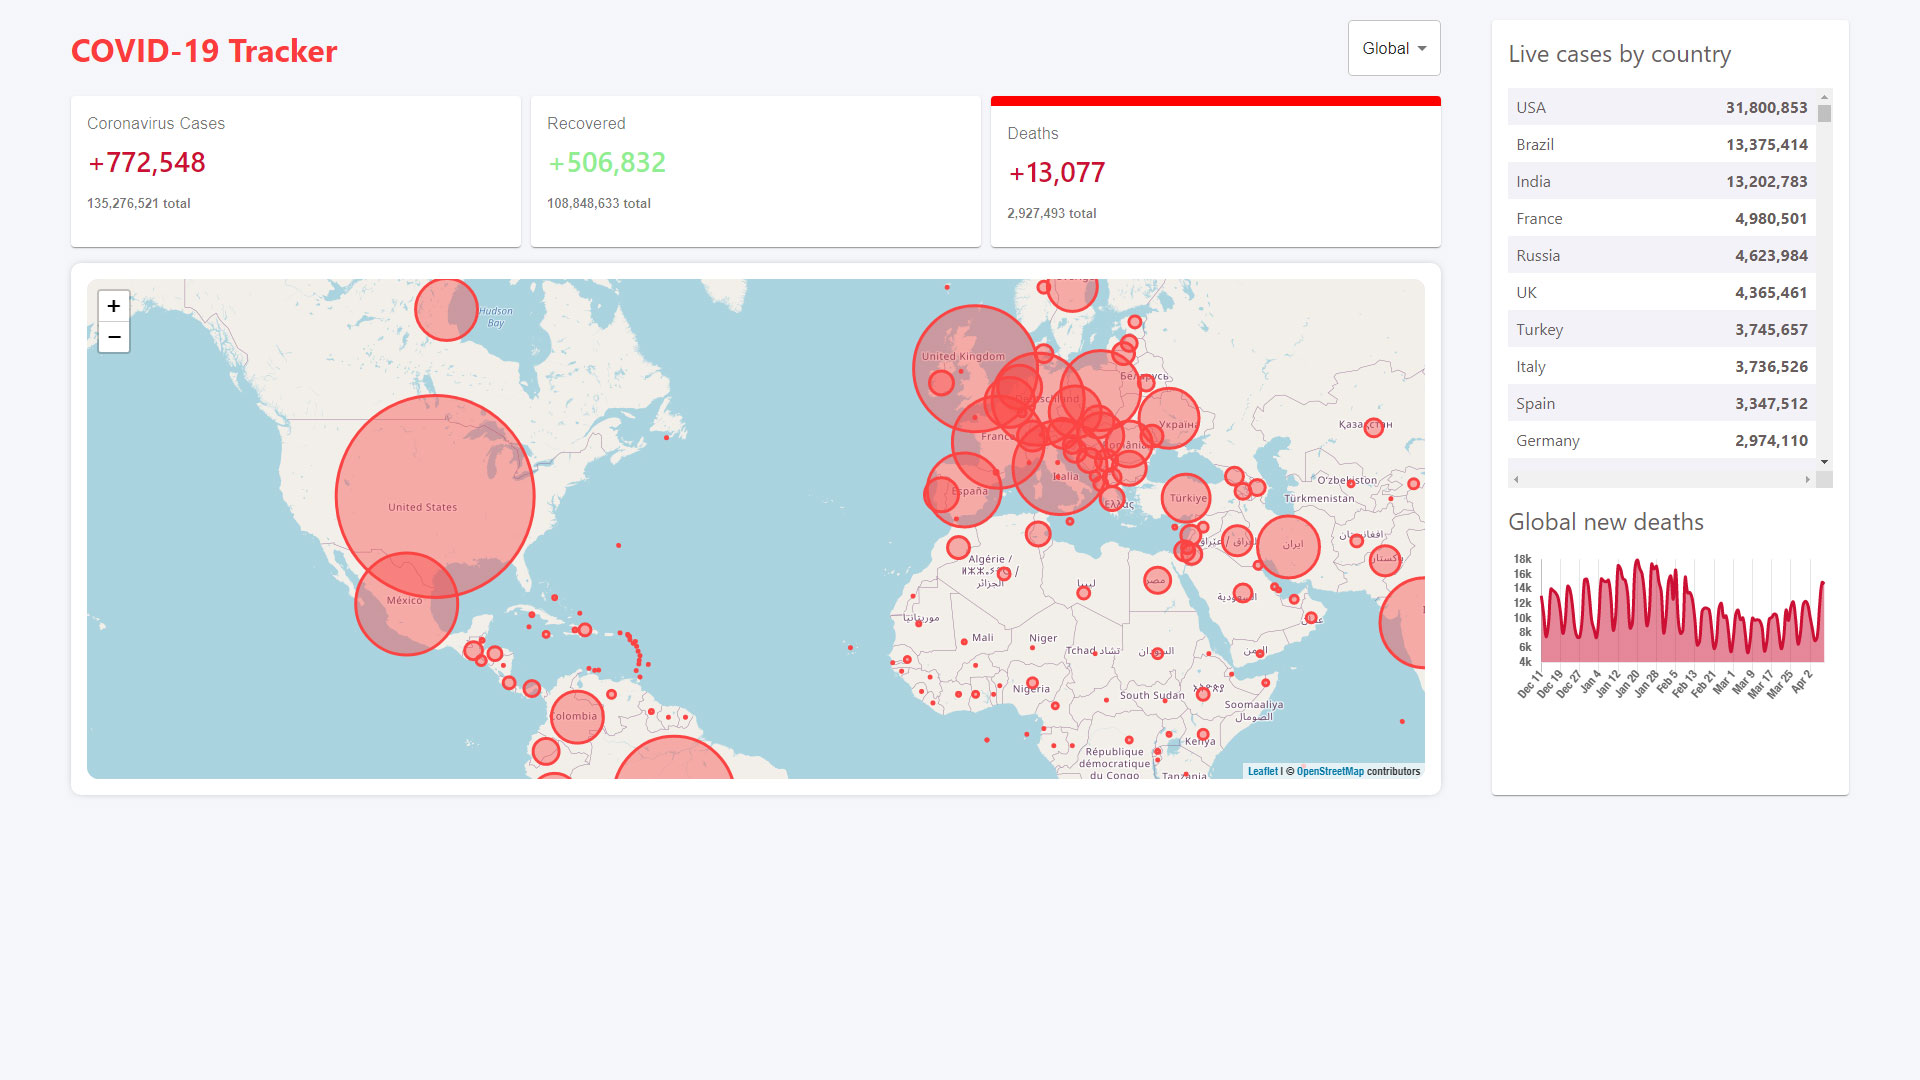 COVID-19 Tracker
Global
Coronavirus Cases
+772,548
135,276,521 total
Recovered
+506,832
108,848,633 total
Deaths
+13,077
2,927,493 total
+
−
Hudson
Bay
United Kingdom
Беларусь
Deutschland
Україна
France
România
Italia
España
Ελλάς
Türkiye
Қазақстан
O'zbekiston
Türkmenistan
United States
México
Algérie /
الجزائر
ليبيا
مصر
السعودية
ایران
موريتانيا
Mali
Niger
Tchad تشاد
السودان
اليمن
Nigeria
South Sudan
Soomaaliya
الصومال
Kenya
République
démocratique
du Congo
Tanzania
Colombia
Leaflet | © OpenStreetMap contributors
Live cases by country
USA 31,800,853
Brazil 13,375,414
India 13,202,783
France 4,980,501
Russia 4,623,984
UK 4,365,461
Turkey 3,745,657
Italy 3,736,526
Spain 3,347,512
Germany 2,974,110
Global new deaths
18k
16k
14k
12k
10k
8k
6k
4k
Dec 11
Dec 19
Dec 27
Jan 4
Jan 12
Jan 20
Jan 28
Feb 5
Feb 13
Feb 21
Mar 1
Mar 9
Mar 17
Mar 25
Apr 2